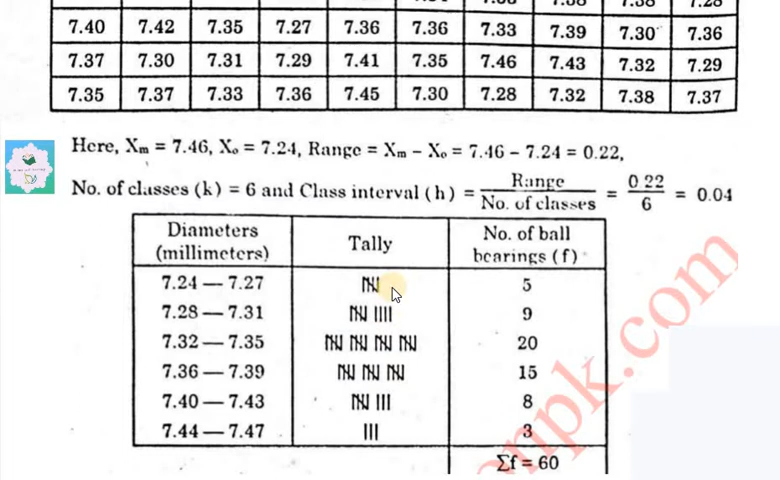 7.40 7.42 7.35 7.27 7.36 7.36 7.33 7.39 7.30 7.36
7.37 7.30 7.31 7.29 7.41 7.35 7.46 7.43 7.32 7.29
7.35 7.37 7.33 7.36 7.45 7.30 7.28 7.32 7.38 7.37
Here, Xm = 7.46, Xo = 7.24, Range = Xm – Xo = 7.46 – 7.24 = 0.22,
No. of classes (k) = 6 and Class interval (h) = Range / No. of classes = 0.22 / 6 = 0.04
Diameters (millimeters) Tally No. of ball bearings (f)
7.24 — 7.27 5
7.28 — 7.31 9
7.32 — 7.35 20
7.36 — 7.39 15
7.40 — 7.43 8
7.44 — 7.47 3
Σf = 60
onpk.com